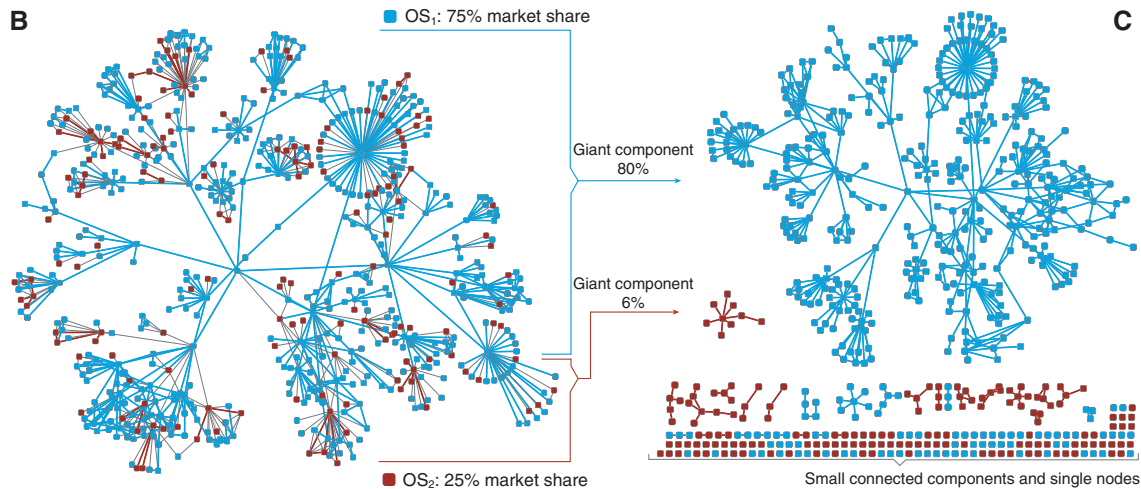 B
OS₁: 75% market share
C
Giant component
80%
Giant component
6%
OS₂: 25% market share
Small connected components and single nodes